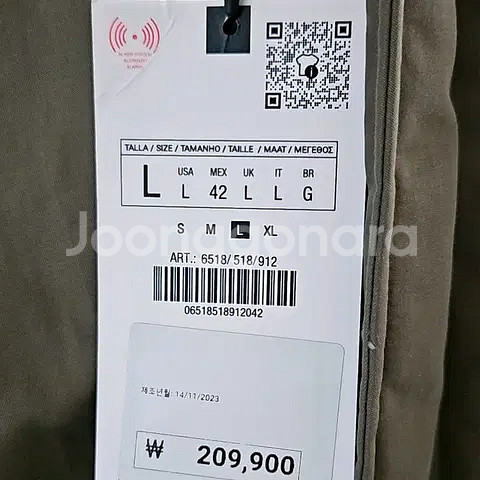 TALLA / SIZE / TAMANHO / TAILLE / MAAT / ΜΕΓΕΘΟΣ
L USA L MEX 42 UK L IT L BR G
S M L XL
Joonggonara
ART.: 6518/518/912
06518518912042
제조년월: 14/11/2023
₩ 209,900